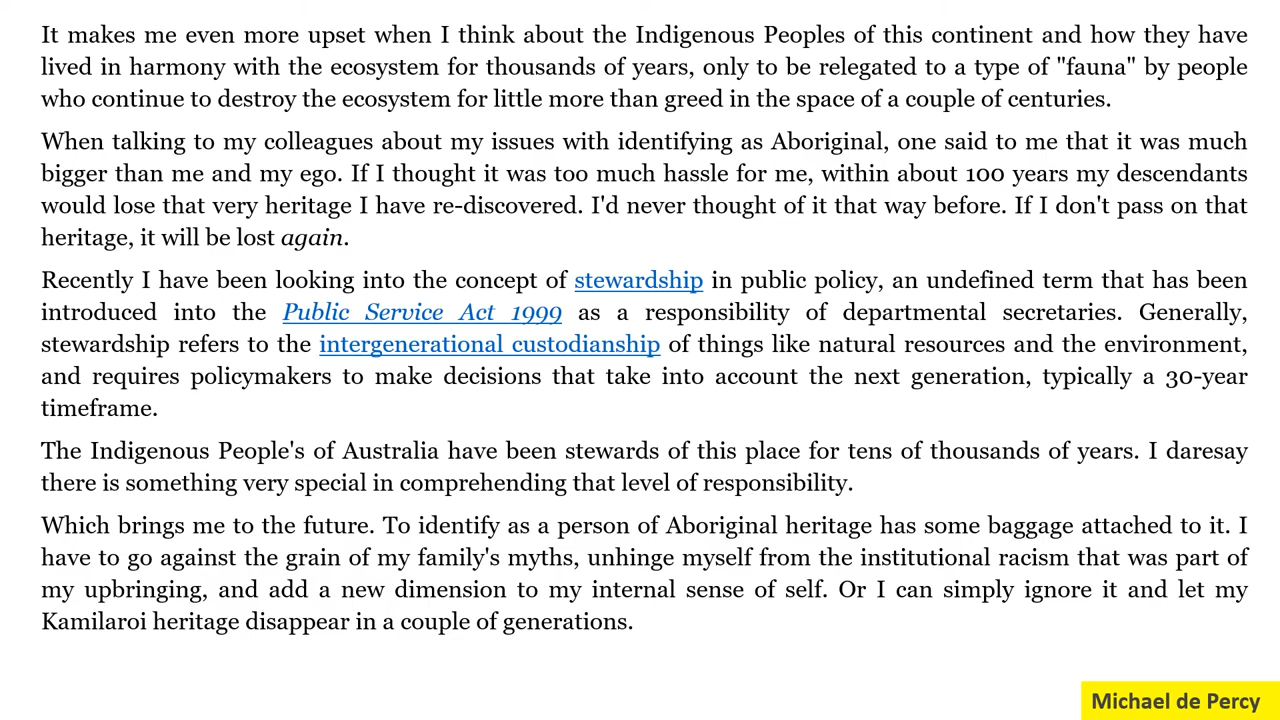 It makes me even more upset when I think about the Indigenous Peoples of this continent and how they have
lived in harmony with the ecosystem for thousands of years, only to be relegated to a type of "fauna" by people
who continue to destroy the ecosystem for little more than greed in the space of a couple of centuries.
When talking to my colleagues about my issues with identifying as Aboriginal, one said to me that it was much
bigger than me and my ego. If I thought it was too much hassle for me, within about 100 years my descendants
would lose that very heritage I have re-discovered. I'd never thought of it that way before. If I don't pass on that
heritage, it will be lost again.
Recently I have been looking into the concept of stewardship in public policy, an undefined term that has been
introduced into the Public Service Act 1999 as a responsibility of departmental secretaries. Generally,
stewardship refers to the intergenerational custodianship of things like natural resources and the environment,
and requires policymakers to make decisions that take into account the next generation, typically a 30-year
timeframe.
The Indigenous People's of Australia have been stewards of this place for tens of thousands of years. I daresay
there is something very special in comprehending that level of responsibility.
Which brings me to the future. To identify as a person of Aboriginal heritage has some baggage attached to it. I
have to go against the grain of my family's myths, unhinge myself from the institutional racism that was part of
my upbringing, and add a new dimension to my internal sense of self. Or I can simply ignore it and let my
Kamilaroi heritage disappear in a couple of generations.
Michael de Percy